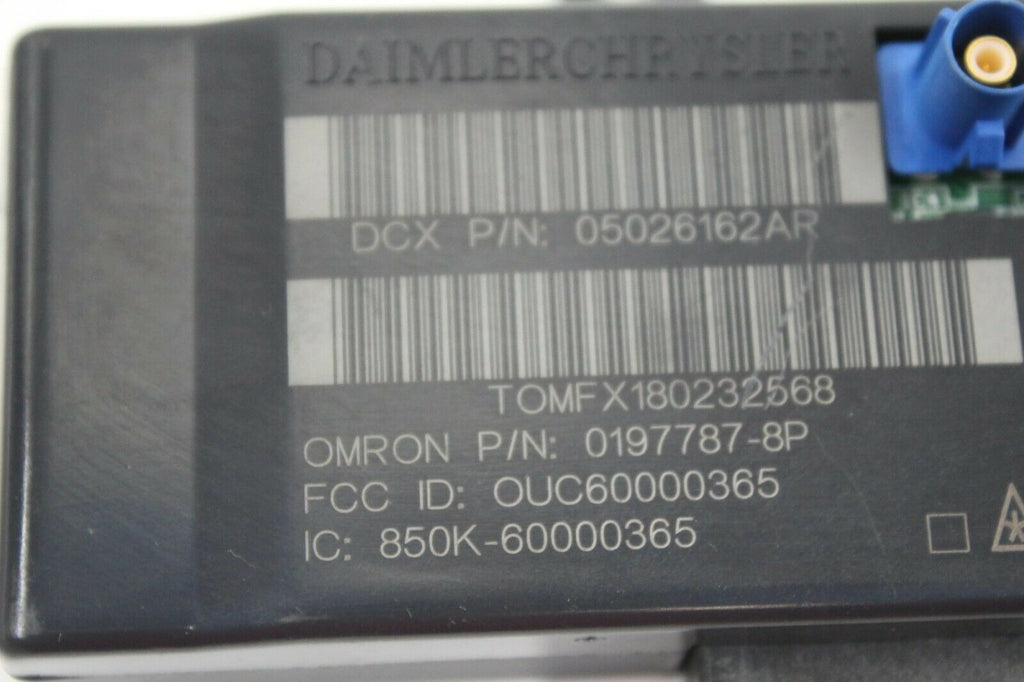 DAIMLERCHRYSLER
DCX P/N: 05026162AR
TOMFX180232568
OMRON P/N: 0197787-8P
FCC ID: OUC60000365
IC: 850K-60000365